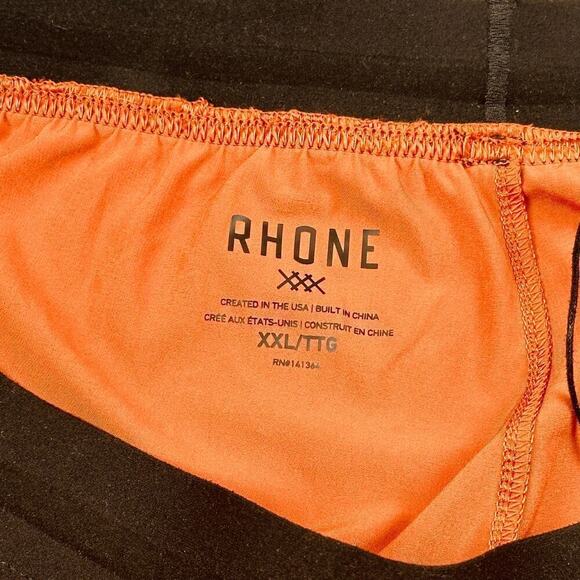 RHONE
CREATED IN THE USA | BUILT IN CHINA
CRÉÉ AUX ÉTATS-UNIS | CONSTRUIT EN CHINE
XXL/TTG
RN#141364